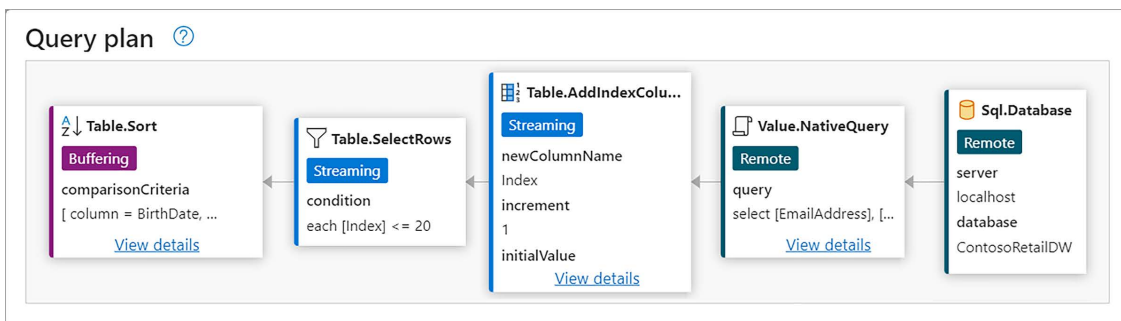 Query plan ?
Table.Sort
Buffering
comparisonCriteria
[ column = BirthDate, ...
View details
Table.SelectRows
Streaming
condition
each [Index] <= 20
Table.AddIndexColu...
Streaming
newColumnName
Index
increment
1
initialValue
View details
Value.NativeQuery
Remote
query
select [EmailAddress], [...
View details
Sql.Database
Remote
server
localhost
database
ContosoRetailDW